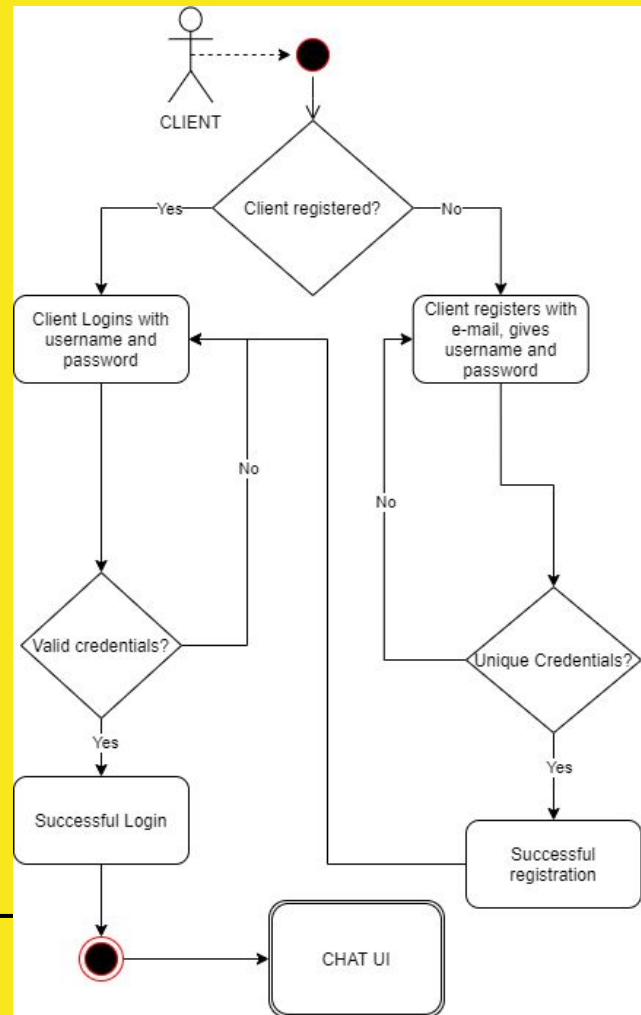 CLIENT
Client registered?
Yes
No
Client Logins with
username and
password
Client registers with
e-mail, gives
username and
password
No
No
Valid credentials?
Unique Credentials?
Yes
Yes
Successful Login
Successful
registration
CHAT UI